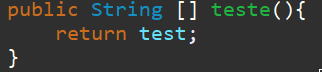 public String [] teste(){
    return test;
}